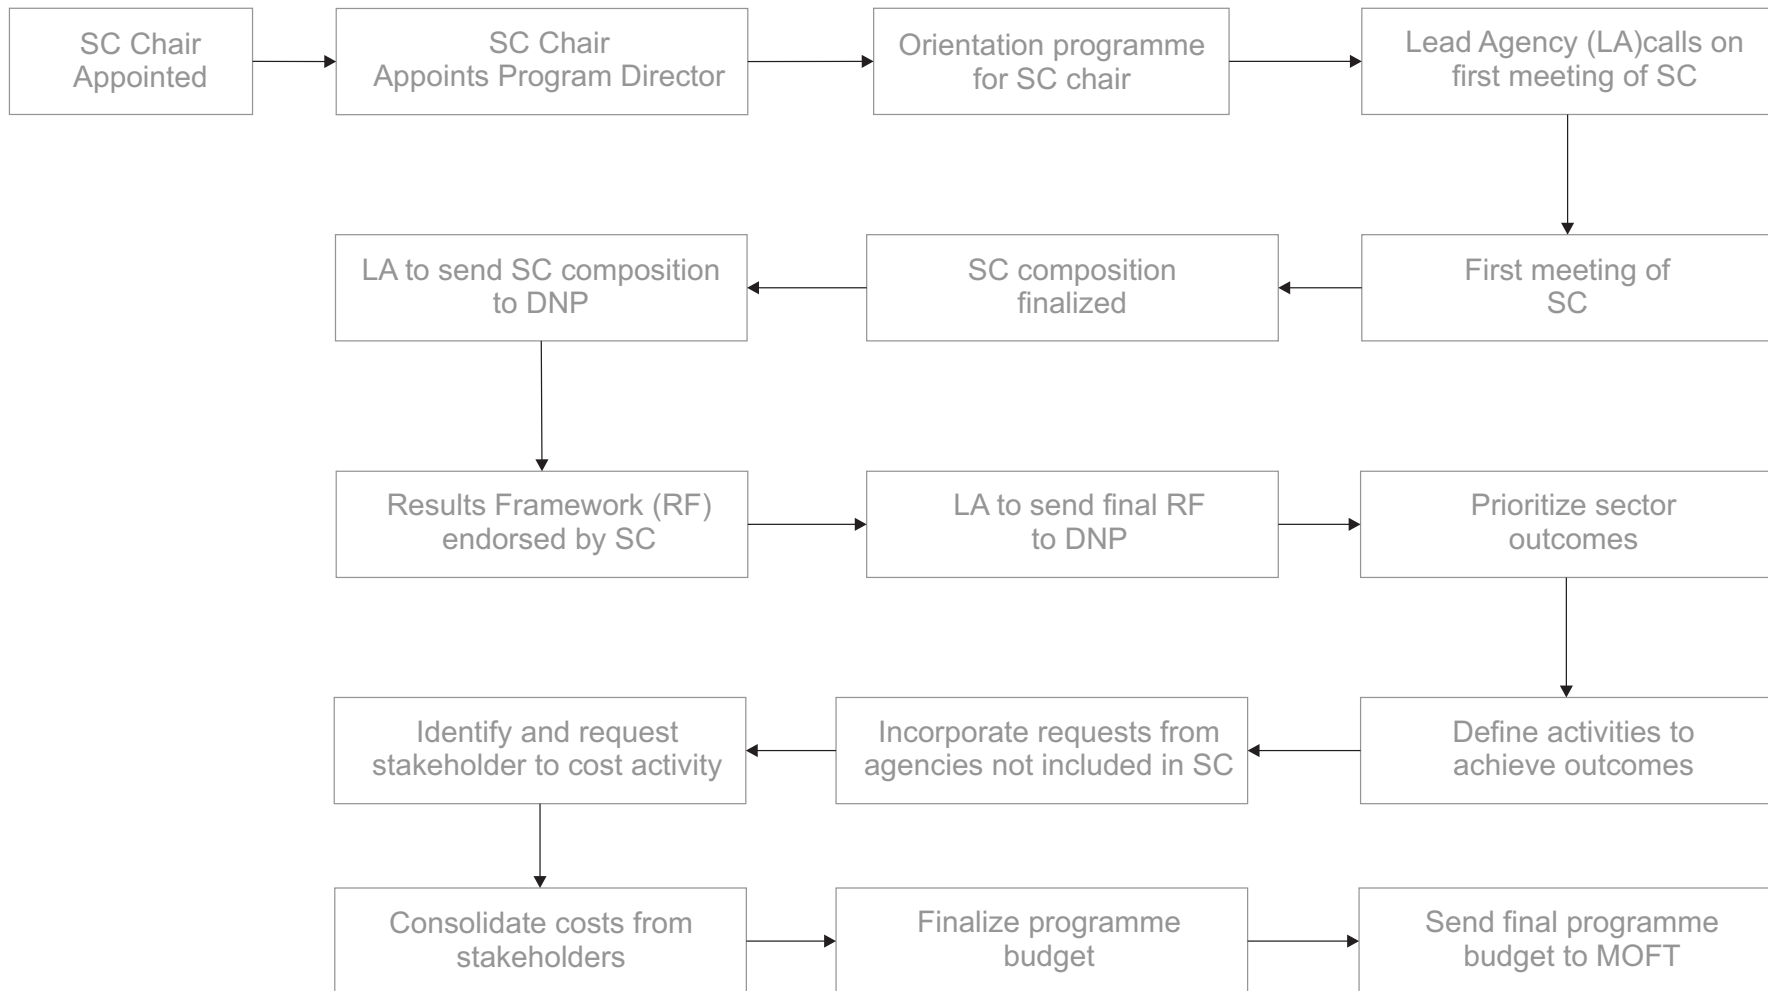 SC Chair
Appointed
SC Chair
Appoints Program Director
Orientation programme
for SC chair
Lead Agency (LA)calls on
first meeting of SC
First meeting of
SC
SC composition
finalized
LA to send SC composition
to DNP
Results Framework (RF)
endorsed by SC
LA to send final RF
to DNP
Prioritize sector
outcomes
Define activities to
achieve outcomes
Incorporate requests from
agencies not included in SC
Identify and request
stakeholder to cost activity
Consolidate costs from
stakeholders
Finalize programme
budget
Send final programme
budget to MOFT